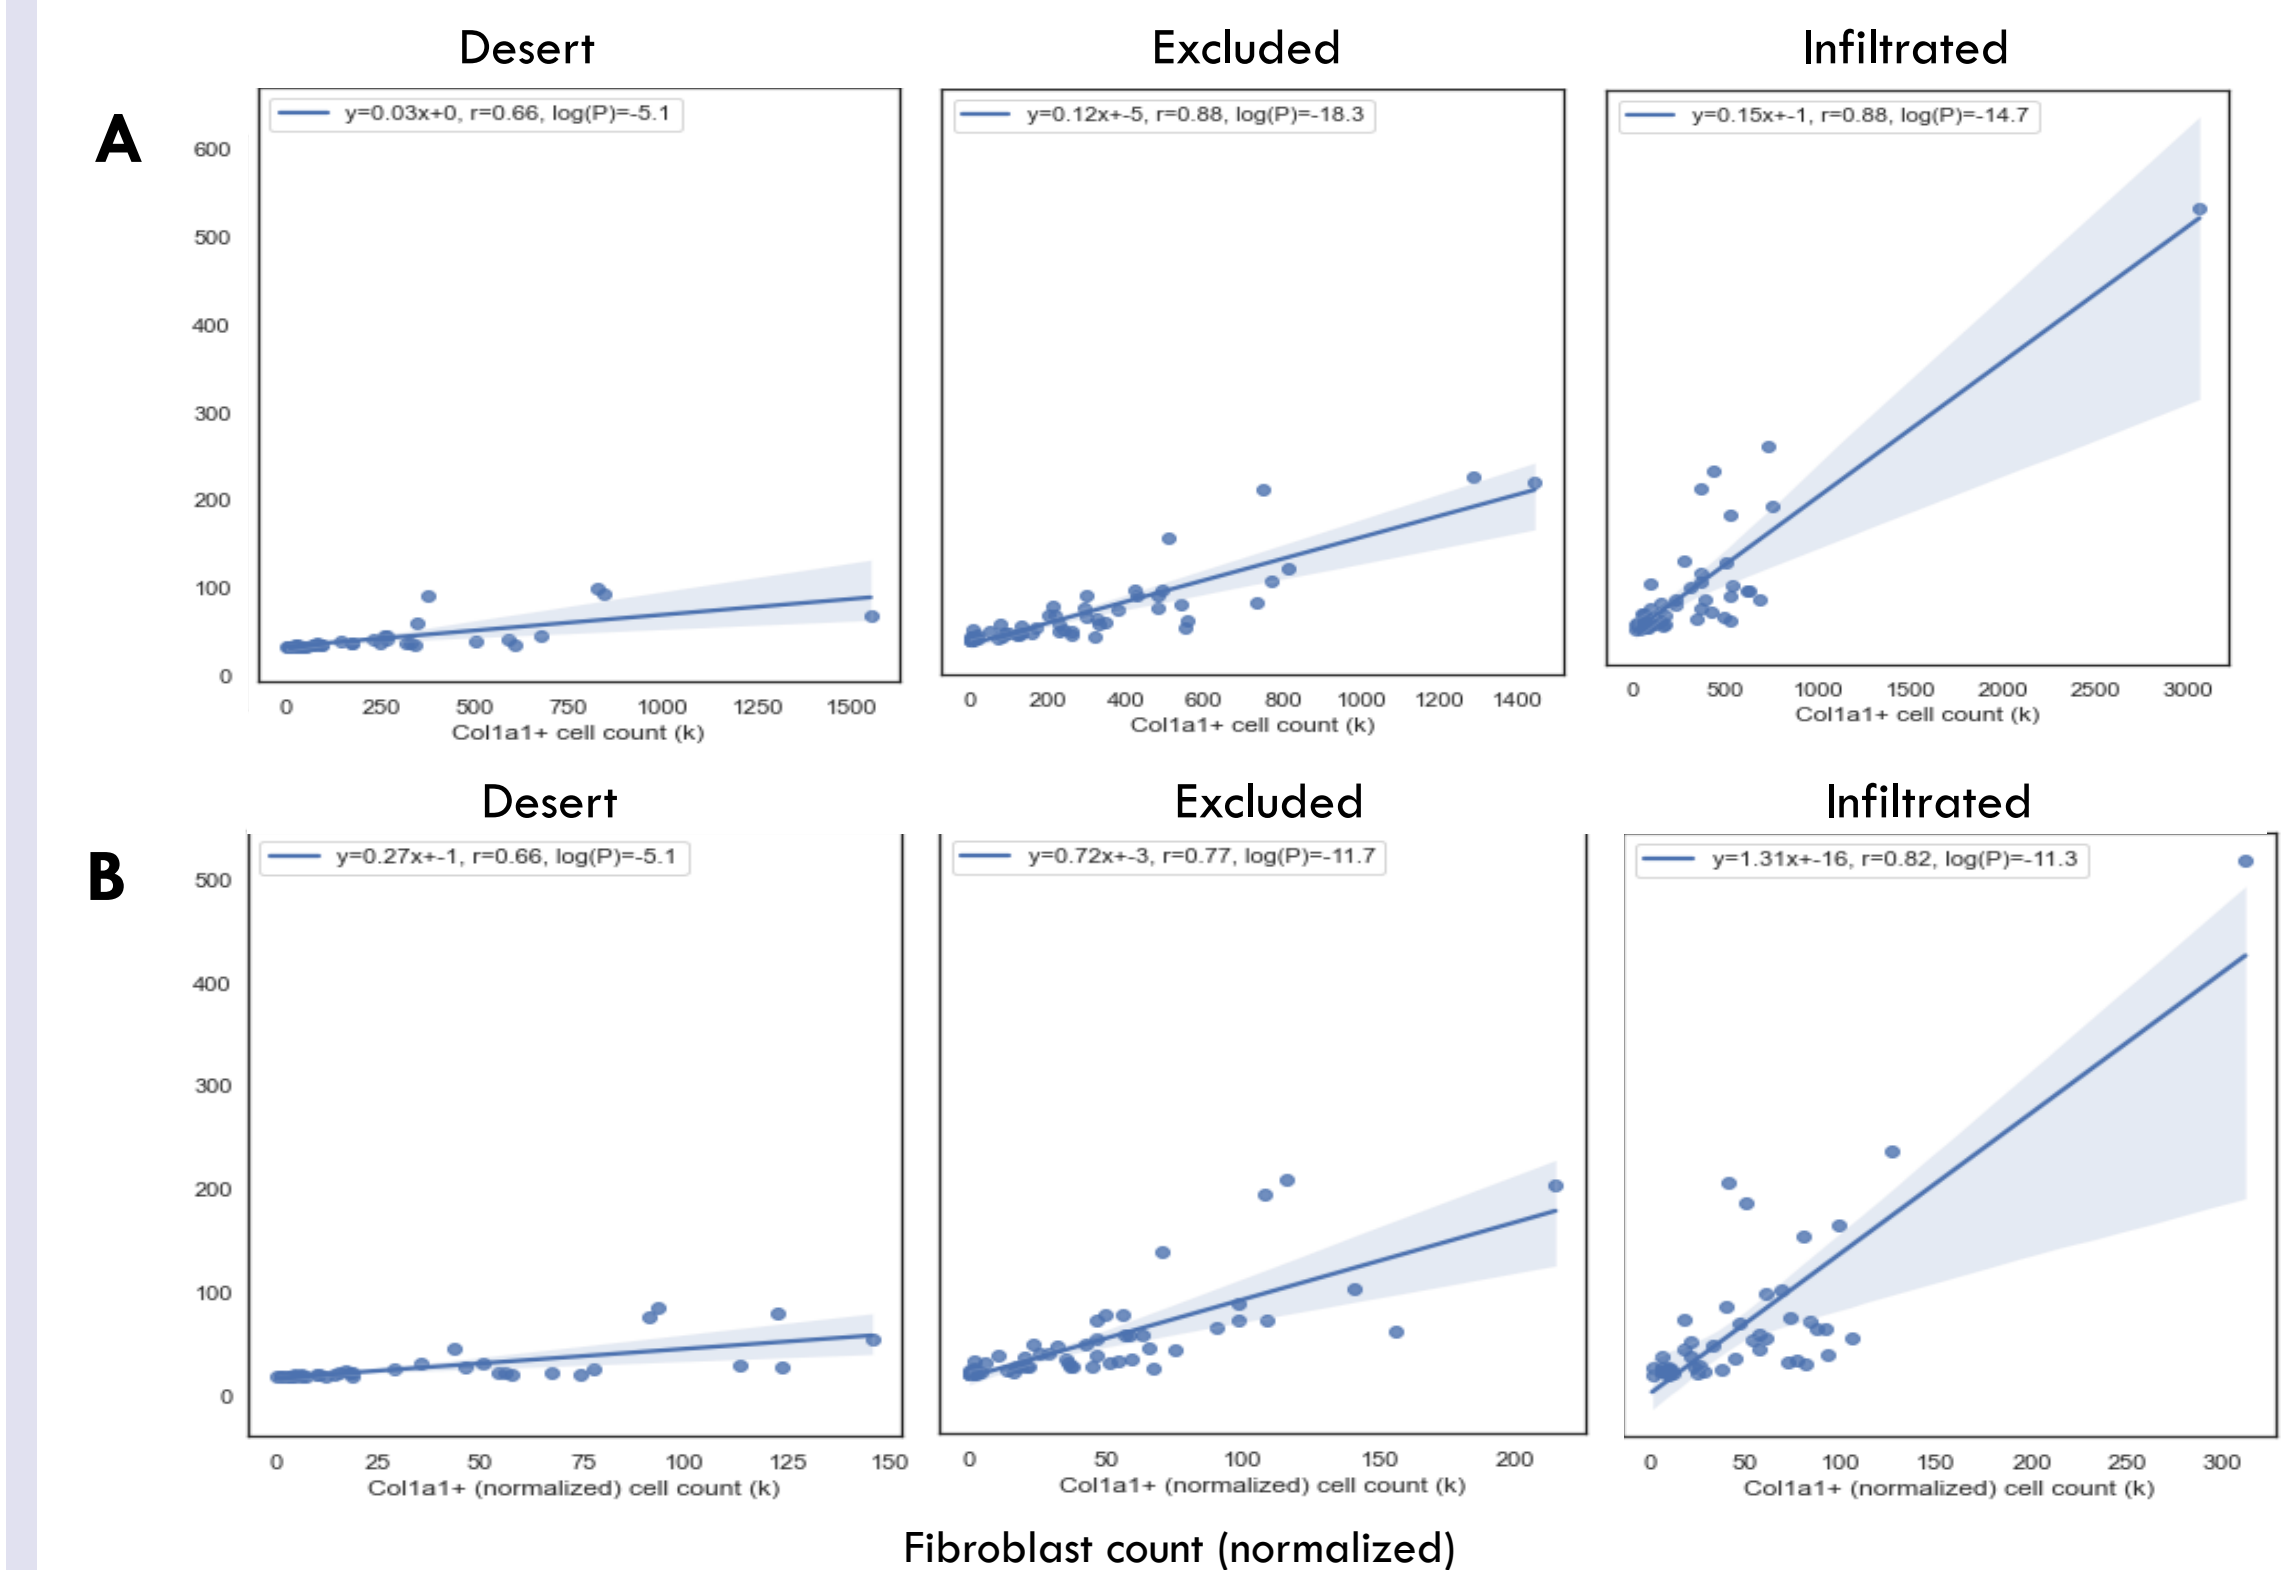 Desert Excluded Infiltrated
A
y=0.03x+0, r=0.66, log(P)=-5.1
y=0.12x+-5, r=0.88, log(P)=-18.3
y=0.15x+-1, r=0.88, log(P)=-14.7
600
500
400
300
200
100
0
0 250 500 750 1000 1250 1500
Col1a1+ cell count (k)
0 200 400 600 800 1000 1200 1400
Col1a1+ cell count (k)
0 500 1000 1500 2000 2500 3000
Col1a1+ cell count (k)
Desert Excluded Infiltrated
B
y=0.27x+-1, r=0.66, log(P)=-5.1
y=0.72x+-3, r=0.77, log(P)=-11.7
y=1.31x+-16, r=0.82, log(P)=-11.3
500
400
300
200
100
0
0 25 50 75 100 125 150
Col1a1+ (normalized) cell count (k)
0 50 100 150 200
Col1a1+ (normalized) cell count (k)
0 50 100 150 200 250 300
Col1a1+ (normalized) cell count (k)
Fibroblast count (normalized)